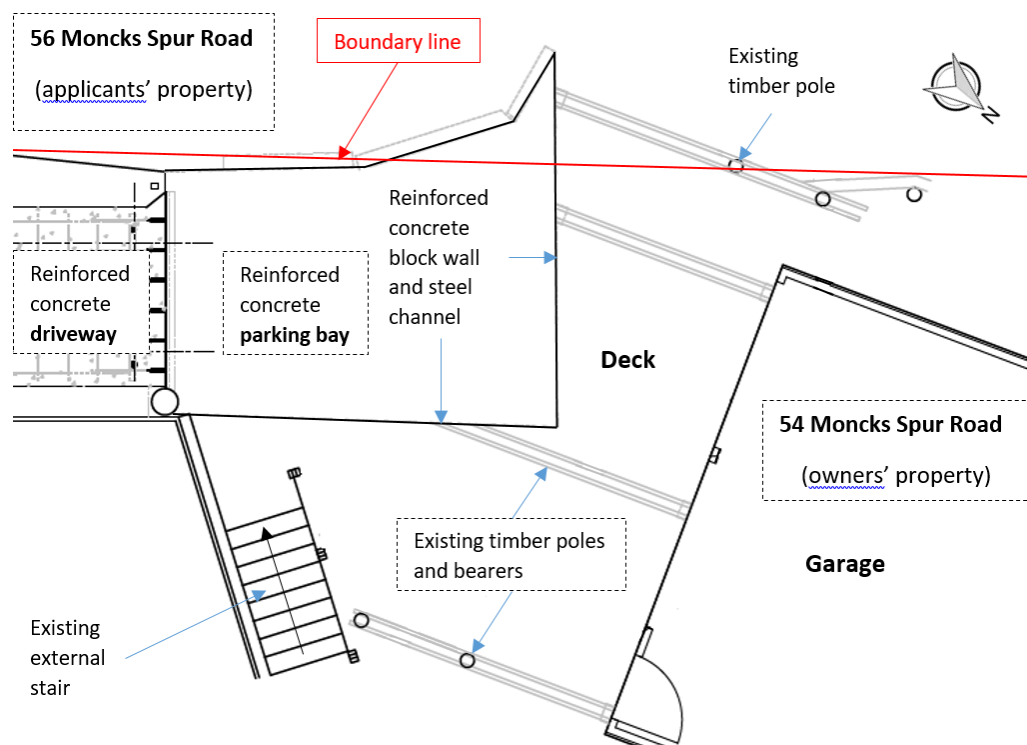 56 Moncks Spur Road
(applicants' property)
Boundary line
Existing
timber pole
N
Reinforced
concrete
block wall
and steel
channel
Reinforced
concrete
driveway
Reinforced
concrete
parking bay
Deck
54 Moncks Spur Road
(owners' property)
Existing timber poles
and bearers
Garage
Existing
external
stair